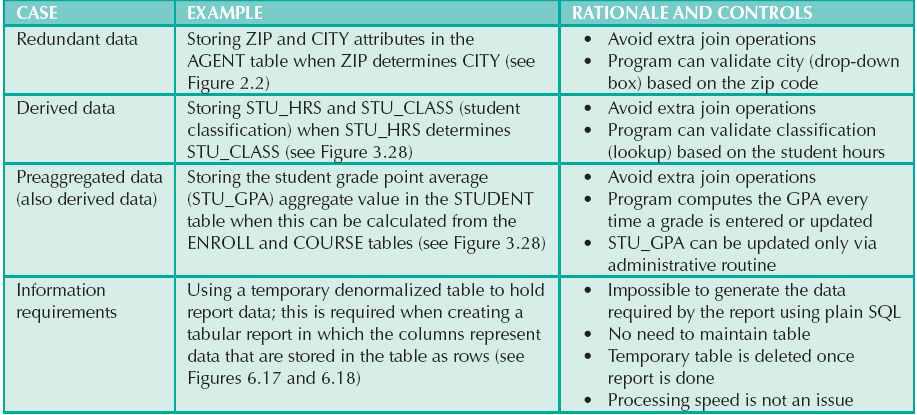 CASE
EXAMPLE
RATIONALE AND CONTROLS
Redundant data
Storing ZIP and CITY attributes in the
AGENT table when ZIP determines CITY (see
Figure 2.2)
• Avoid extra join operations
• Program can validate city (drop-down
box) based on the zip code
Derived data
Storing STU_HRS and STU_CLASS (student
classification) when STU_HRS determines
STU_CLASS (see Figure 3.28)
• Avoid extra join operations
• Program can validate classification
(lookup) based on the student hours
Preaggregated data
(also derived data)
Storing the student grade point average
(STU_GPA) aggregate value in the STUDENT
table when this can be calculated from the
ENROLL and COURSE tables (see Figure 3.28)
• Avoid extra join operations
• Program computes the GPA every
time a grade is entered or updated
• STU_GPA can be updated only via
administrative routine
Information
requirements
Using a temporary denormalized table to hold
report data; this is required when creating a
tabular report in which the columns represent
data that are stored in the table as rows (see
Figures 6.17 and 6.18)
• Impossible to generate the data
required by the report using plain SQL
• No need to maintain table
• Temporary table is deleted once
report is done
• Processing speed is not an issue